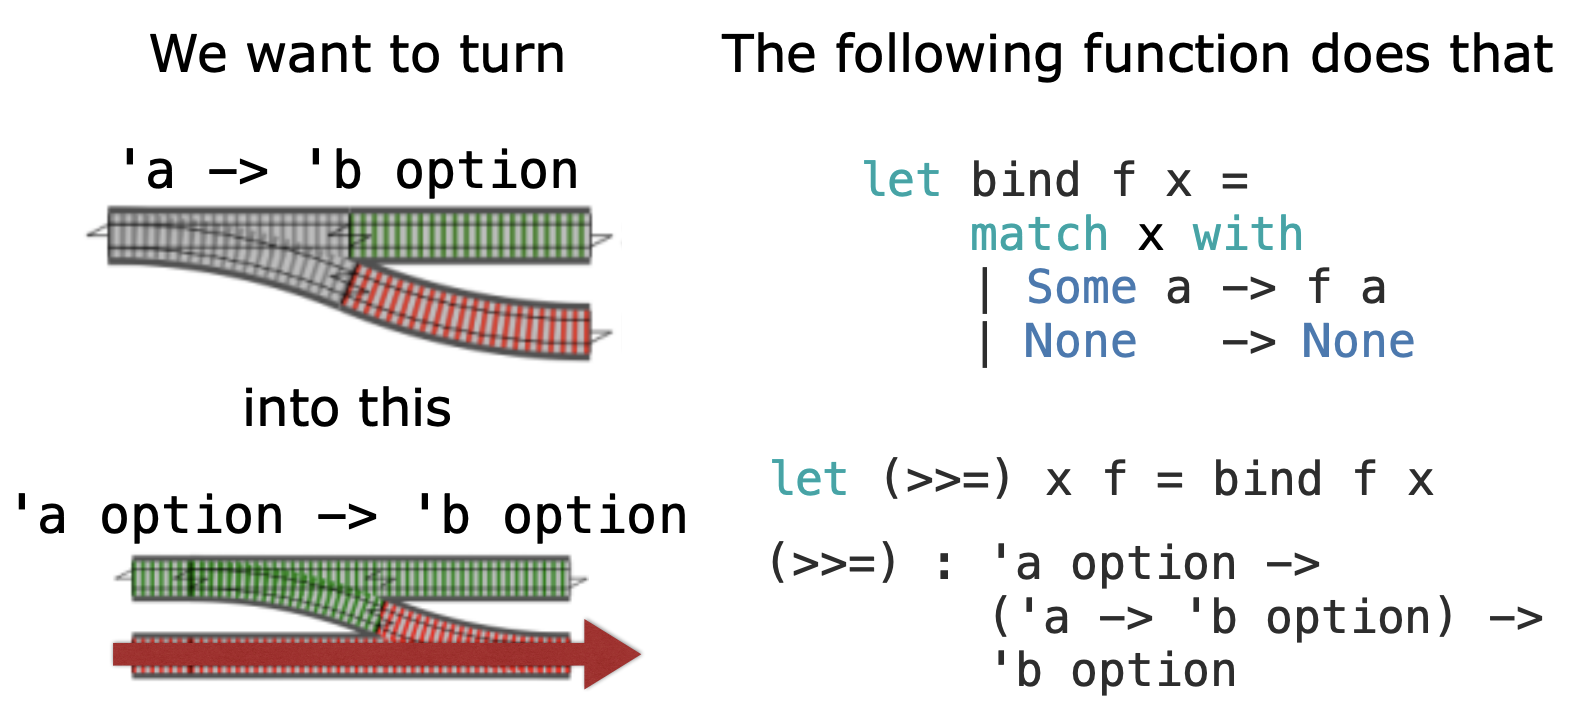 We want to turn
'a -> 'b option
into this
'a option -> 'b option
The following function does that
let bind f x =
match x with
| Some a -> f a
| None -> None
let (>>=) x f = bind f x
(>>=) : 'a option ->
('a -> 'b option) ->
'b option